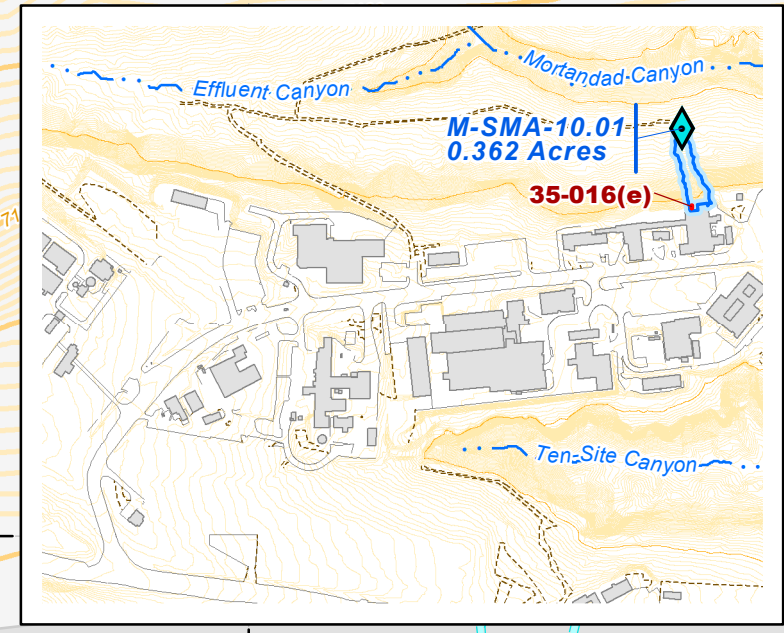 Effluent Canyon
Mortandad Canyon
M-SMA-10.01
0.362 Acres
35-016(e)
Ten-Site Canyon